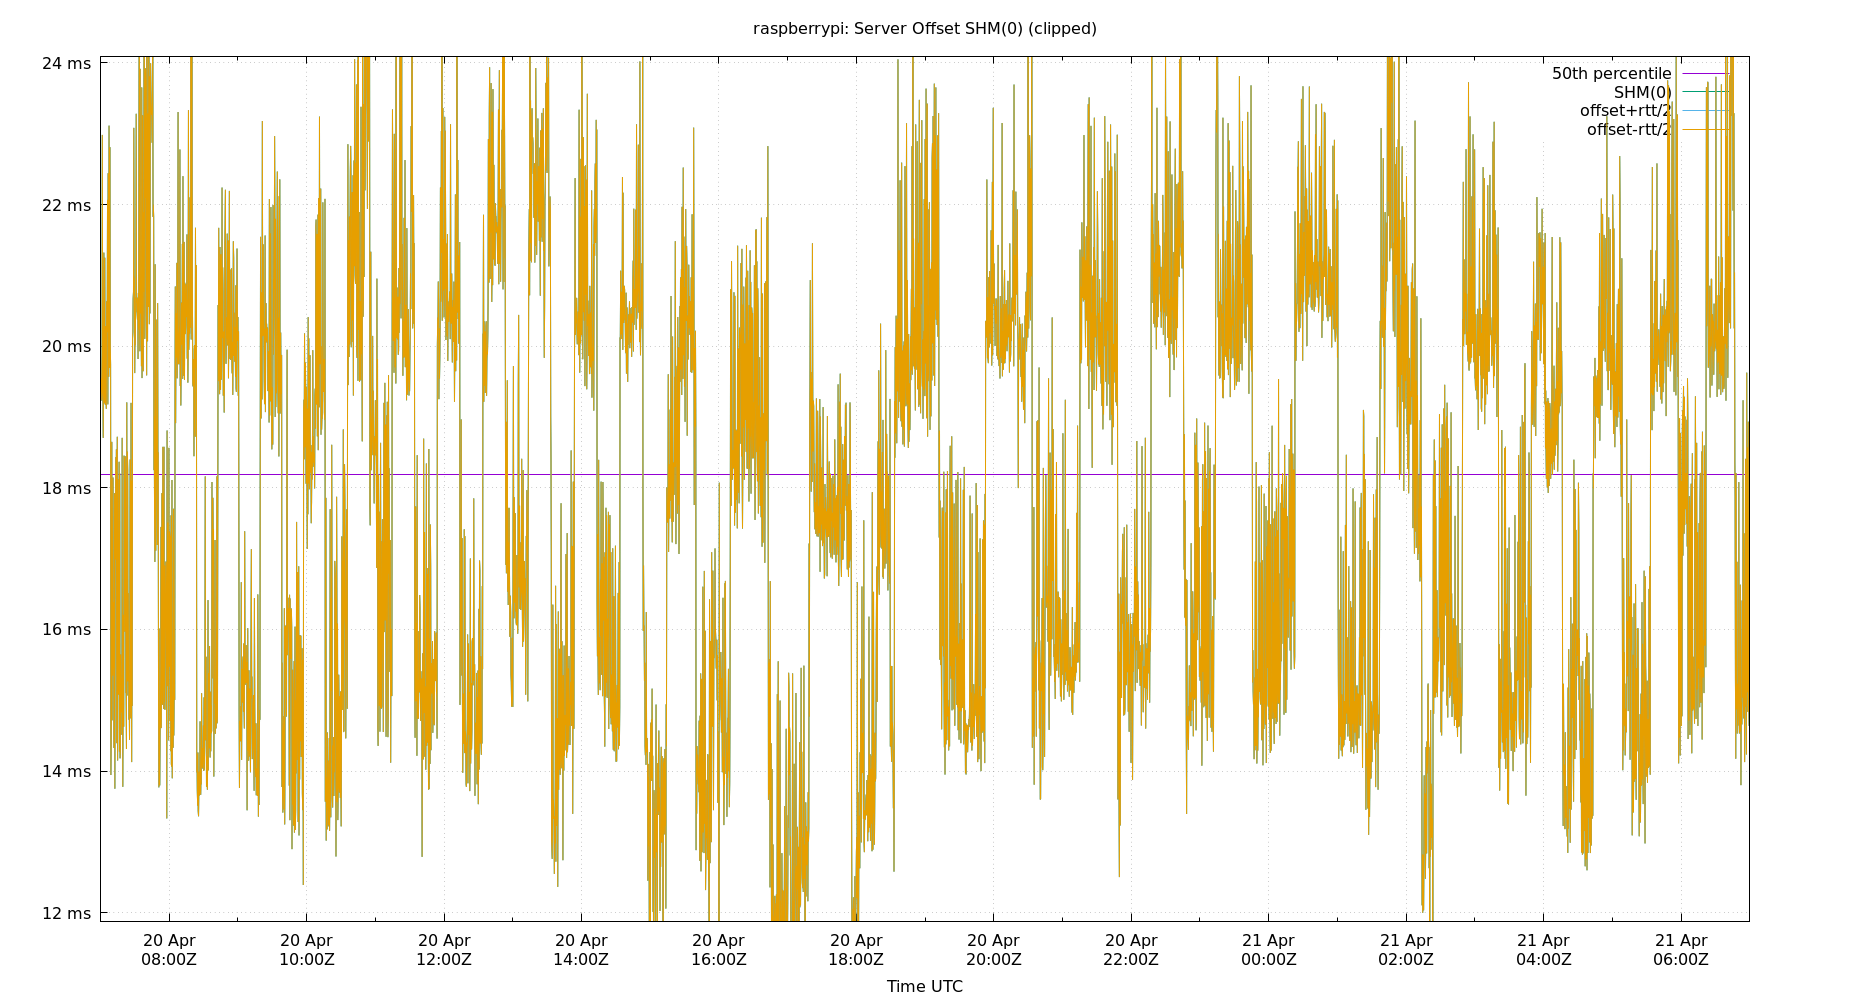 raspberrypi: Server Offset SHM(0) (clipped)
24 ms
22 ms
20 ms
18 ms
16 ms
14 ms
12 ms
50th percentile
SHM(0)
offset+rtt/2
offset-rtt/2
20 Apr 20 Apr 20 Apr 20 Apr 20 Apr 20 Apr 20 Apr 20 Apr 21 Apr 21 Apr 21 Apr 21 Apr
08:00Z 10:00Z 12:00Z 14:00Z 16:00Z 18:00Z 20:00Z 22:00Z 00:00Z 02:00Z 04:00Z 06:00Z
Time UTC